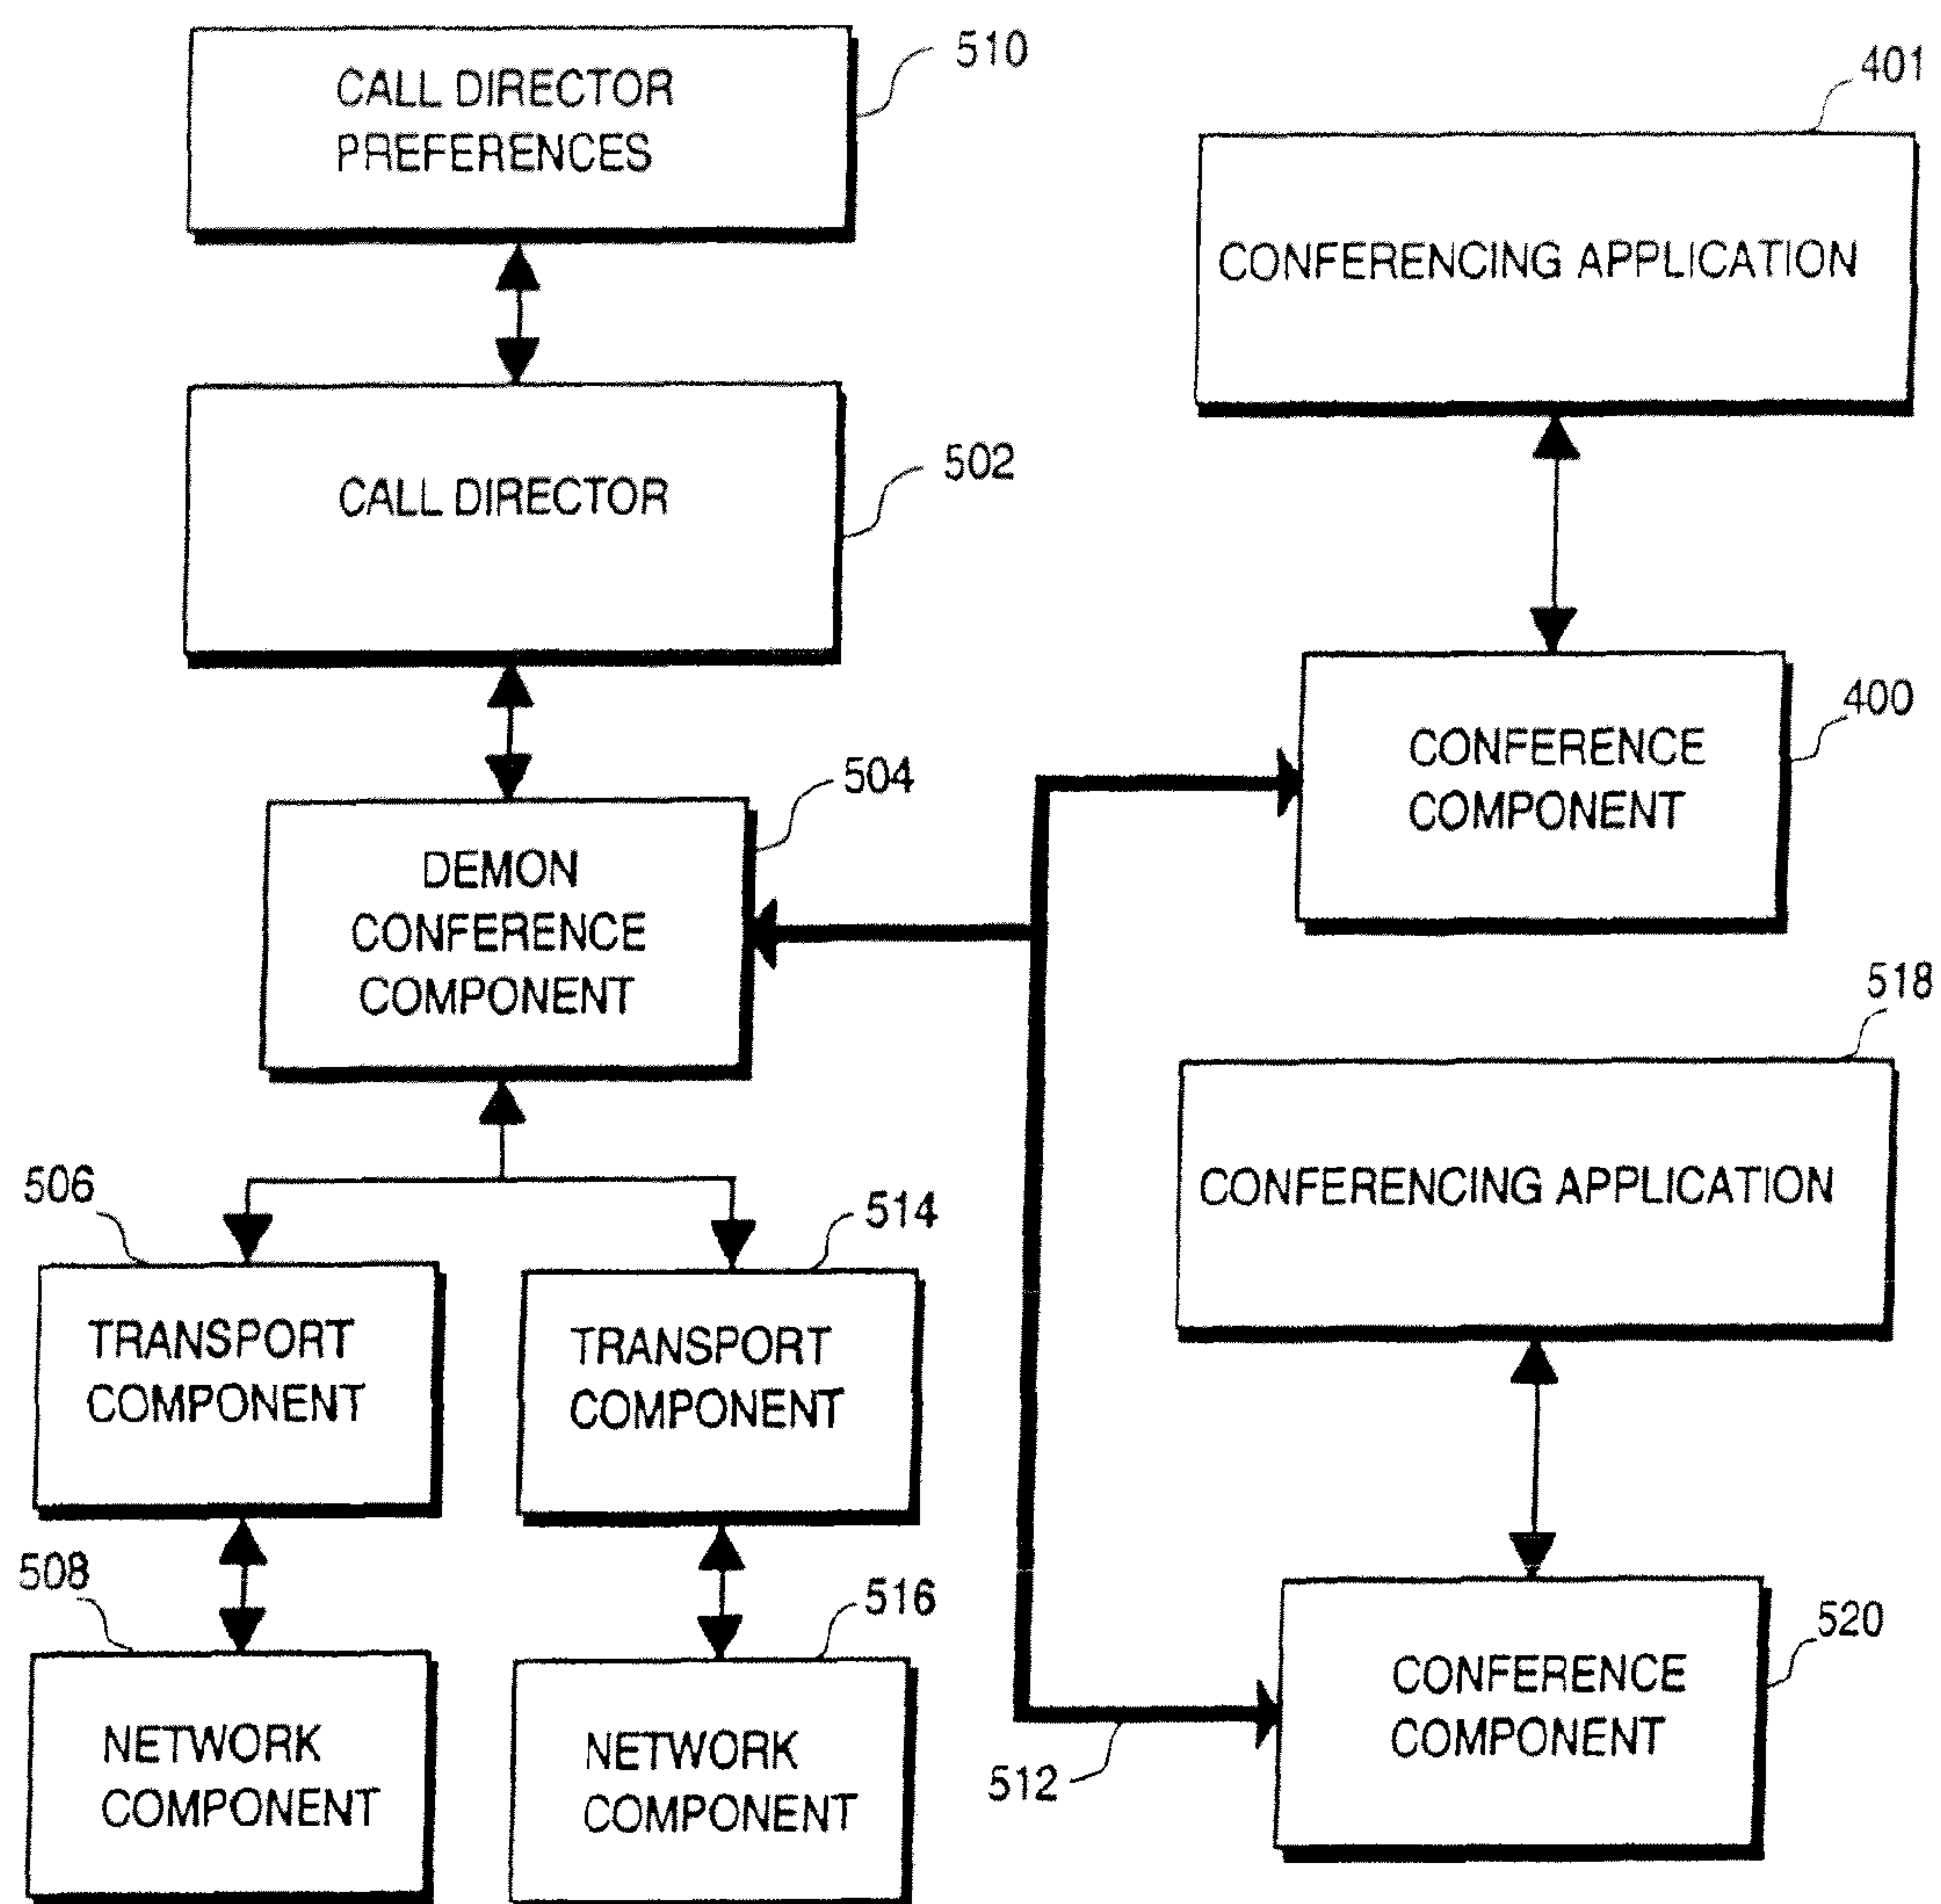 CALL DIRECTOR
PREFERENCES
510
401
CONFERENCING APPLICATION
CALL DIRECTOR
502
CONFERENCE
COMPONENT
400
DEMON
CONFERENCE
COMPONENT
504
518
CONFERENCING APPLICATION
506
TRANSPORT
COMPONENT
514
TRANSPORT
COMPONENT
508
NETWORK
COMPONENT
516
NETWORK
COMPONENT
512
520
CONFERENCE
COMPONENT